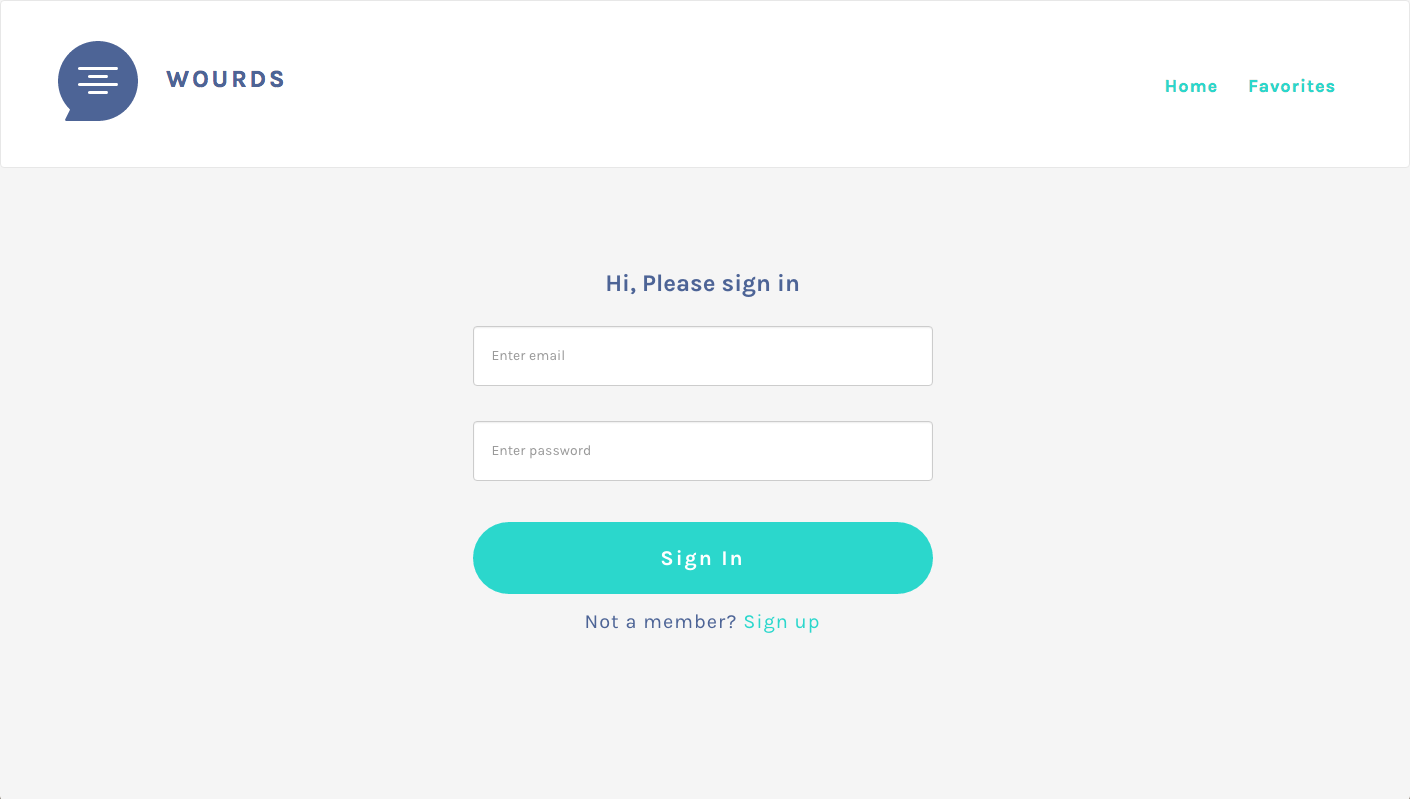 WOURDS
Home Favorites
Hi, Please sign in
Enter email
Enter password
Sign In
Not a member? Sign up